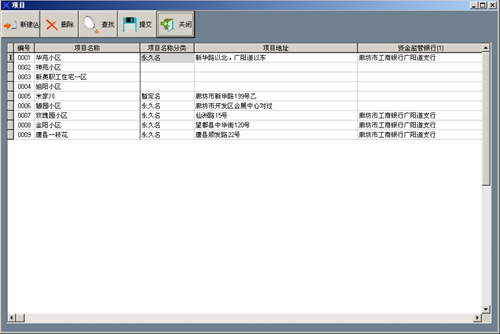 项目
新建[s] 删除 查找 提交 关闭
编号 项目名称 项目名称分类 项目地址 资金监管银行(1)
0001 华苑小区 永久名 新华路以北，广阳道以东 廊坊市工商银行广阳道支行
0002 祥苑小区
0003 新奥职工住宅一区
0004 旭阳小区
0005 米家川 暂定名 廊坊市新华路199号乙
0006 馥园小区 永久名 廊坊市开发区会展中心对过
0007 玫瑰园小区 永久名 仙洲路15号 廊坊市工商银行广阳道支行
0008 金阳小区 永久名 望都县中华街120号 廊坊市工商银行广阳道支行
0009 唐县一枝花 永久名 唐县顺发路22号 廊坊市工商银行广阳道支行